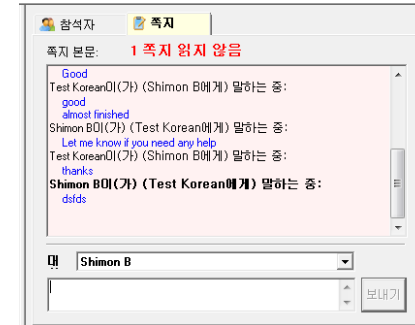 참석자
쪽지
쪽지 본문:
1 쪽지 읽지 않음
Good
Test Korean이(가) (Shimon B에게) 말하는 중:
good
almost finished
Shimon B이(가) (Test Korean에게) 말하는 중:
Let me know if you need any help
Test Korean이(가) (Shimon B에게) 말하는 중:
thanks
Shimon B이(가) (Test Korean에게) 말하는 중:
dsfds
Shimon B
보내기